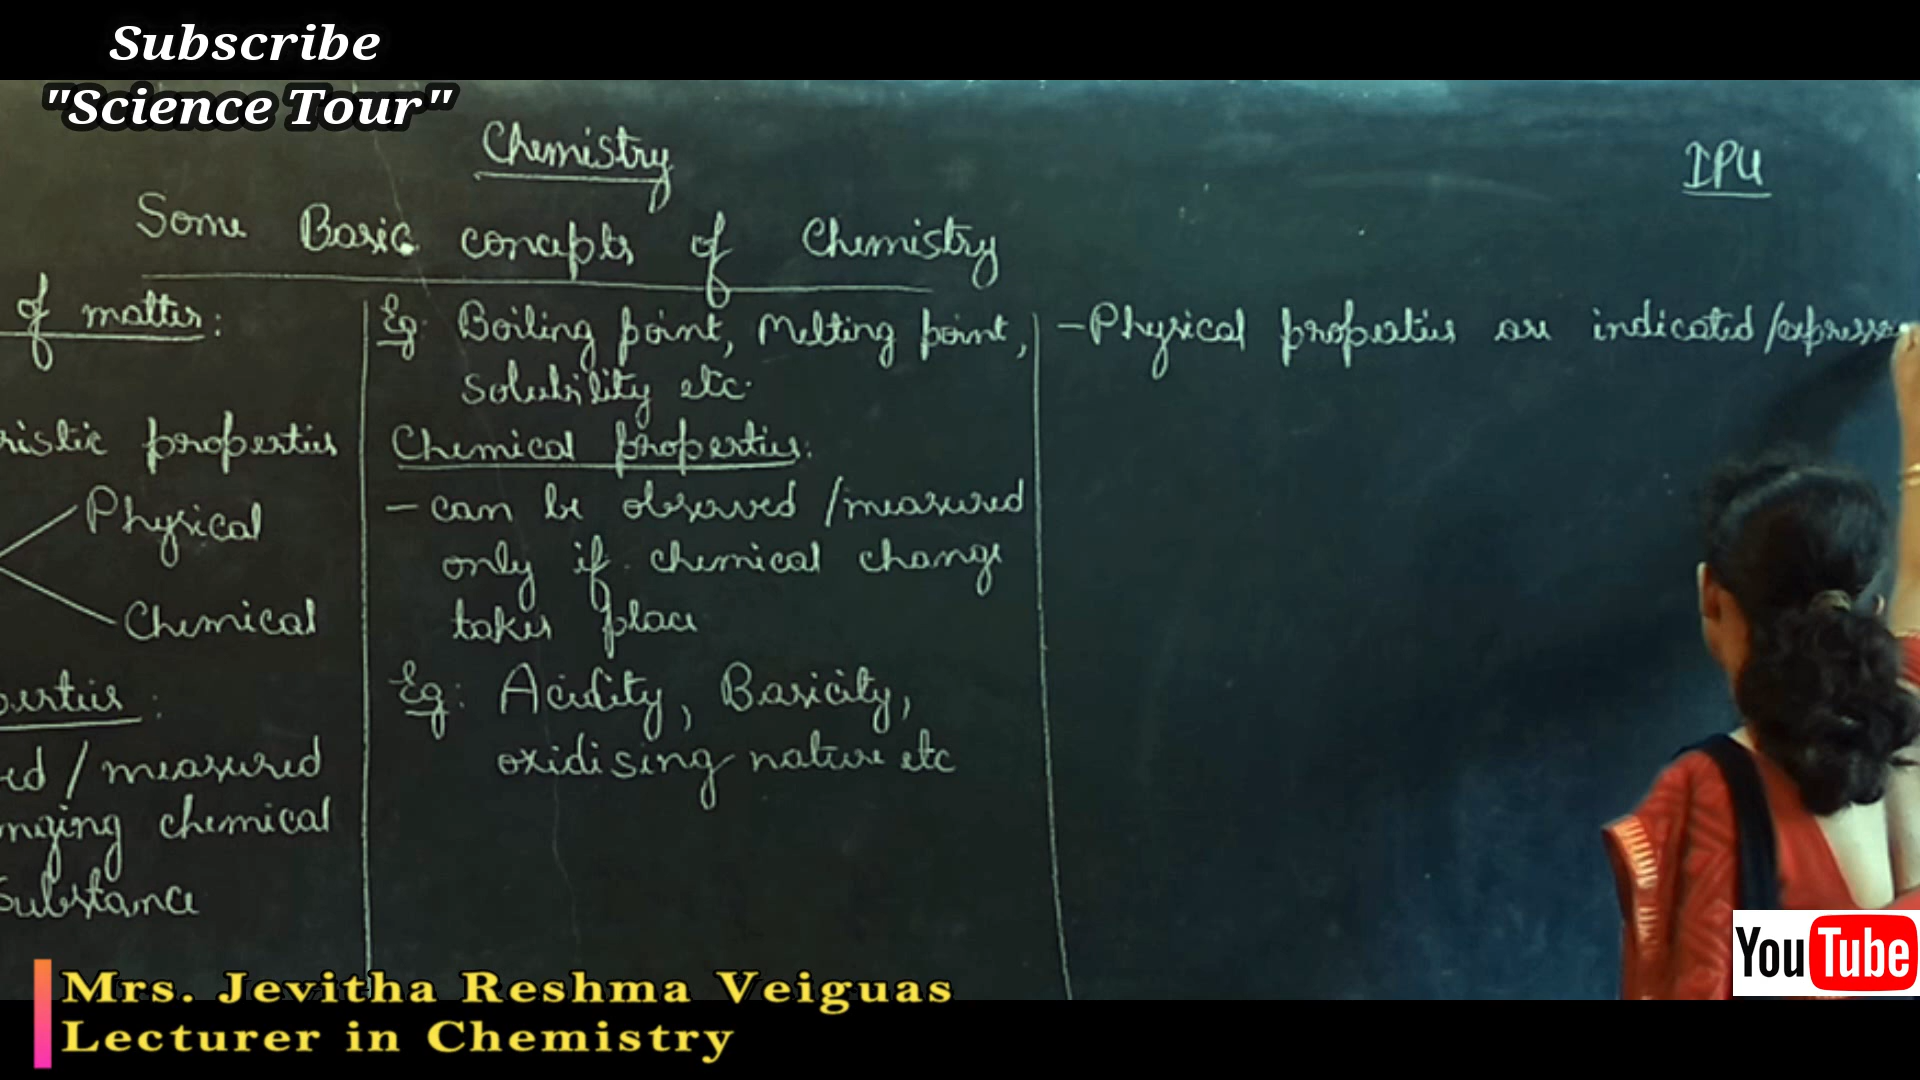 Subscribe
"Science Tour"
Chemistry
IPU
Some Basic concepts of Chemistry
of matter:
ristic properties
Physical
Chemical
perties :
ed / measured
nging chemical
Substance
Eg: Boiling point, Melting point,
Solubility etc.
Chemical properties:
- can be observed / measured
only if chemical change
takes place
Eg: Acidity, Basicity,
oxidising nature etc
- Physical properties are indicated / expresse
YouTube
Mrs. Jevitha Reshma Veiguas
Lecturer in Chemistry